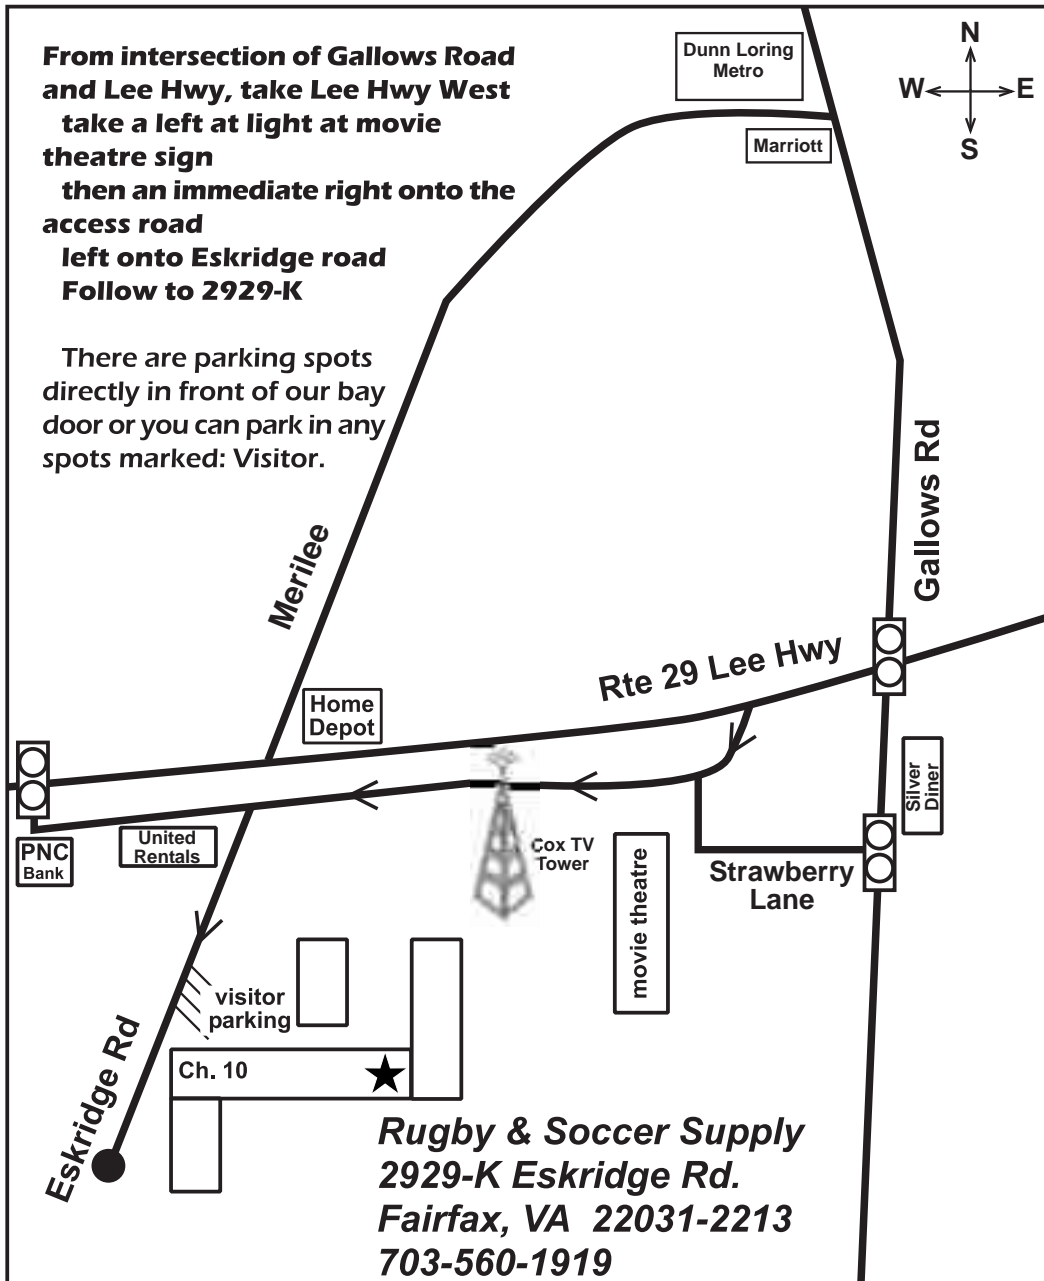 From intersection of Gallows Road
and Lee Hwy, take Lee Hwy West
take a left at light at movie
theatre sign
then an immediate right onto the
access road
left onto Eskridge road
Follow to 2929-K
There are parking spots
directly in front of our bay
door or you can park in any
spots marked: Visitor.
Dunn Loring
Metro
Marriott
N
W
E
S
Merilee
Gallows Rd
Rte 29 Lee Hwy
Home
Depot
Silver
Diner
PNC
Bank
United
Rentals
Cox TV
Tower
movie theatre
Strawberry
Lane
visitor
parking
Eskridge Rd
Ch. 10
Rugby & Soccer Supply
2929-K Eskridge Rd.
Fairfax, VA  22031-2213
703-560-1919